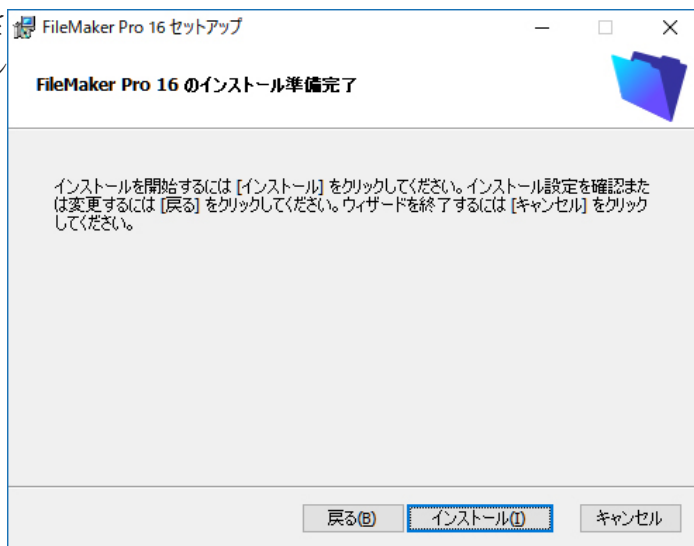 FileMaker Pro 16 セットアップ
FileMaker Pro 16 のインストール準備完了
インストールを開始するには [インストール] をクリックしてください。インストール設定を確認また
は変更するには [戻る] をクリックしてください。ウィザードを終了するには [キャンセル] をクリック
してください。
戻る(B) インストール(I) キャンセル